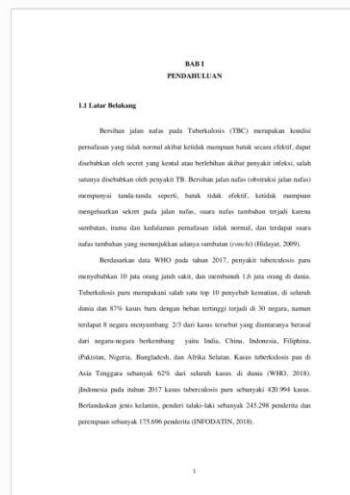 BAB I
PENDAHULUAN
1.1 Latar Belakang
Bersihan jalan nafas pada Tuberkulosis (TBC) merupakan kondisi
pernafasan yang tidak normal akibat ketidak mampuan batuk secara efektif, dapat
disebabkan oleh secret yang kental atau berlebihan akibat penyakit infeksi, salah
satunya disebabkan oleh penyakit TB. Bersihan jalan nafas (obstruksi jalan nafas)
mempunyai tanda-tanda seperti, batuk tidak efektif, ketidak mampuan
mengeluarkan sekret pada jalan nafas, suara nafas tambahan terjadi karena
sumbatan, irama dan kedalaman pernafasan tidak normal, dan terdapat suara
nafas tambahan yang menunjukkan adanya sumbatan (ronchi) (Hidayat, 2009).
Berdasarkan data WHO pada tahun 2017, penyakit tuberculosis paru
menyebabkan 10 juta orang jatuh sakit, dan membunuh 1,6 juta orang di dunia.
Tuberkulosis paru merupakani salah satu top 10 penyebab kematian, di seluruh
dunia dan 87% kasus baru dengan beban tertinggi terjadi di 30 negara, namun
terdapat 8 negara menyumbang 2/3 dari kasus tersebut yang diantaranya berasal
dari negara-negara berkembang yaitu India, China, Indonesia, Filiphina,
iPakistan, Nigeria, Bangladesh, dan Afrika Selatan. Kasus tuberkulosis pau di
Asia Tenggara sebanyak 62% dari seluruh kasus di dunia (WHO, 2018).
jIndonesia pada itahun 2017 kasus tuberculosis paru sebanyaki 420.994 kasus.
Berlandaskan jenis kelamin, penderi talaki-laki sebanyak 245.298 penderita dan
perempuan sebanyak 175.696 penderita (INFODATIN, 2018).
1